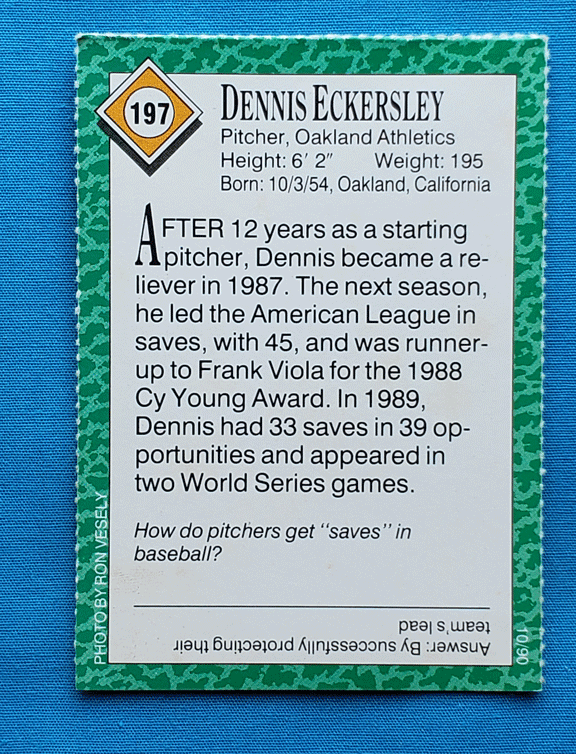 197
DENNIS ECKERSLEY
Pitcher, Oakland Athletics
Height: 6' 2" Weight: 195
Born: 10/3/54, Oakland, California
AFTER 12 years as a starting
pitcher, Dennis became a re-
liever in 1987. The next season,
he led the American League in
saves, with 45, and was runner-
up to Frank Viola for the 1988
Cy Young Award. In 1989,
Dennis had 33 saves in 39 op-
portunities and appeared in
two World Series games.
How do pitchers get "saves" in
baseball?
Answer: By successfully protecting their
team's lead
PHOTO BY RON VESELY
10/90